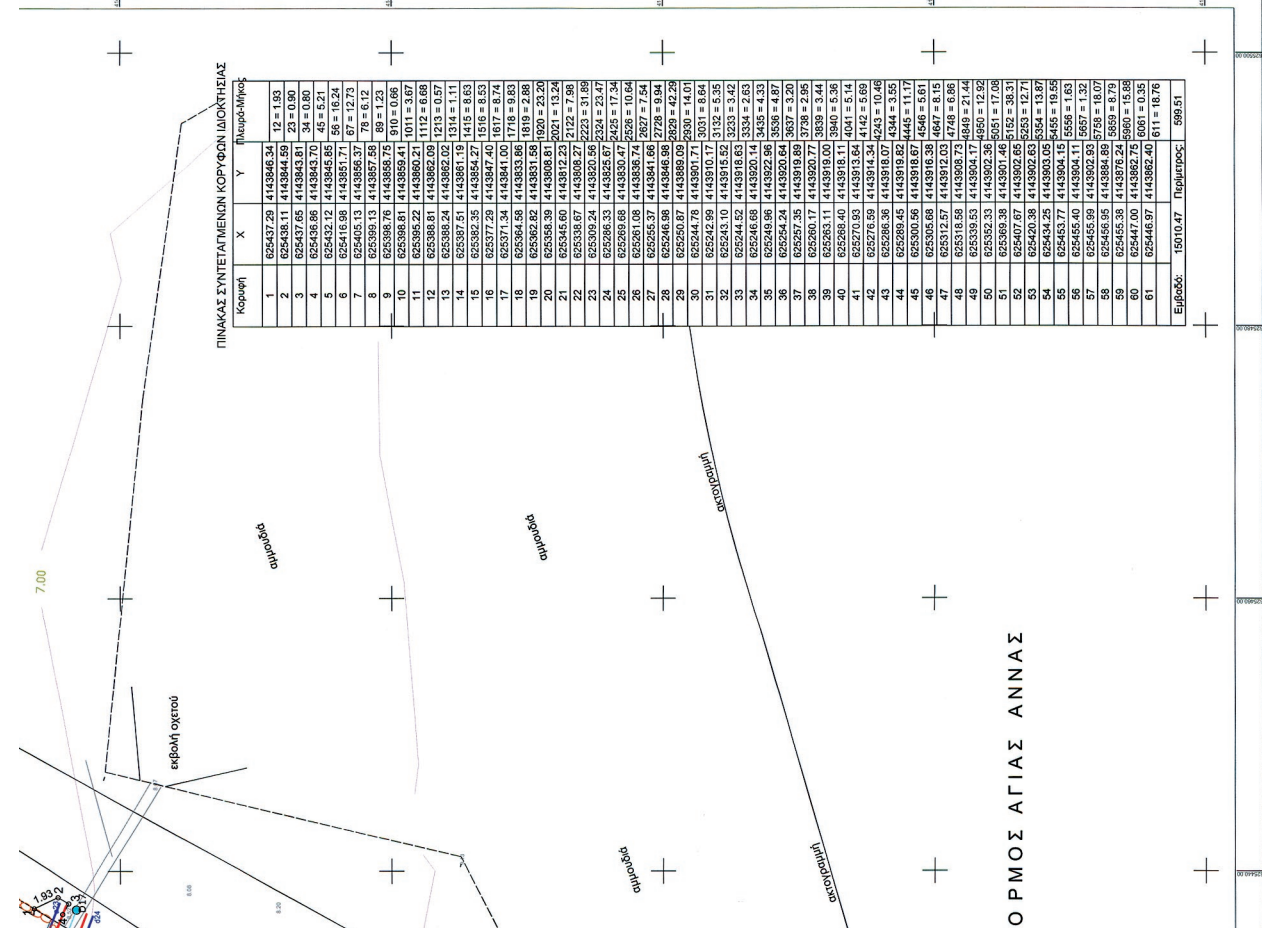 ΠΙΝΑΚΑΣ ΣΥΝΤΕΤΑΓΜΕΝΩΝ ΚΟΡΥΦΩΝ ΙΔΙΟΚΤΗΣΙΑΣ
Κορυφή X Y Πλευρά-Μήκος
1 625437.29 4143846.34 12 = 1.93
2 625438.11 4143844.59 23 = 0.90
3 625437.65 4143843.81 34 = 0.80
4 625436.86 4143843.70 45 = 5.21
5 625432.12 4143845.85 56 = 16.24
6 625416.98 4143851.71 67 = 12.73
7 625405.13 4143856.37 78 = 6.12
8 625399.13 4143857.58 89 = 1.23
9 625398.76 4143858.75 910 = 0.66
10 625398.81 4143859.41 1011 = 3.67
11 625395.22 4143860.21 1112 = 6.68
12 625388.81 4143862.09 1213 = 0.57
13 625388.24 4143862.02 1314 = 1.11
14 625387.51 4143861.19 1415 = 8.63
15 625382.35 4143854.27 1516 = 8.53
16 625377.29 4143847.40 1617 = 8.74
17 625371.34 4143841.00 1718 = 9.83
18 625364.58 4143833.86 1819 = 2.88
19 625362.82 4143831.58 1920 = 23.20
20 625358.39 4143808.81 2021 = 13.24
21 625345.60 4143812.23 2122 = 7.98
22 625338.67 4143808.27 2223 = 31.89
23 625309.24 4143820.56 2324 = 23.47
24 625286.33 4143825.67 2425 = 17.34
25 625269.68 4143830.47 2526 = 10.64
26 625261.08 4143836.74 2627 = 7.54
27 625255.37 4143841.66 2728 = 9.94
28 625246.98 4143846.98 2829 = 42.29
29 625250.87 4143889.09 2930 = 14.01
30 625244.78 4143901.71 3031 = 8.64
31 625242.99 4143910.17 3132 = 5.35
32 625243.10 4143915.52 3233 = 3.42
33 625244.52 4143918.63 3334 = 2.63
34 625246.68 4143920.14 3435 = 4.33
35 625249.96 4143922.96 3536 = 4.87
36 625254.24 4143920.64 3637 = 3.20
37 625257.35 4143919.89 3738 = 2.95
38 625260.17 4143920.77 3839 = 3.44
39 625263.11 4143919.00 3940 = 5.36
40 625268.40 4143918.11 4041 = 5.14
41 625270.93 4143913.64 4142 = 5.69
42 625276.59 4143914.34 4243 = 10.46
43 625286.36 4143918.07 4344 = 3.55
44 625289.45 4143919.82 4445 = 11.17
45 625300.56 4143918.67 4546 = 5.61
46 625305.68 4143916.38 4647 = 8.15
47 625312.57 4143912.03 4748 = 6.86
48 625318.58 4143908.73 4849 = 21.44
49 625339.53 4143904.17 4950 = 12.92
50 625352.33 4143902.36 5051 = 17.08
51 625369.38 4143901.46 5152 = 38.31
52 625407.67 4143902.65 5253 = 12.71
53 625420.38 4143902.63 5354 = 13.87
54 625434.25 4143903.05 5455 = 19.55
55 625453.77 4143904.15 5556 = 1.63
56 625455.40 4143904.11 5657 = 1.32
57 625455.99 4143902.93 5758 = 18.07
58 625456.95 4143884.89 5859 = 8.79
59 625455.38 4143876.24 5960 = 15.88
60 625447.00 4143862.75 6061 = 0.35
61 625446.97 4143862.40 611 = 18.76
Εμβαδό: 15010.47 Περίμετρος: 599.51
7.00
αμμουδιά
αμμουδιά
ακτογραμμή
εκβολή οχετού
αμμουδιά
ακτογραμμή
ΟΡΜΟΣ ΑΓΙΑΣ ΑΝΝΑΣ
1.93
2
3
4
17
d24
8.08
8.20